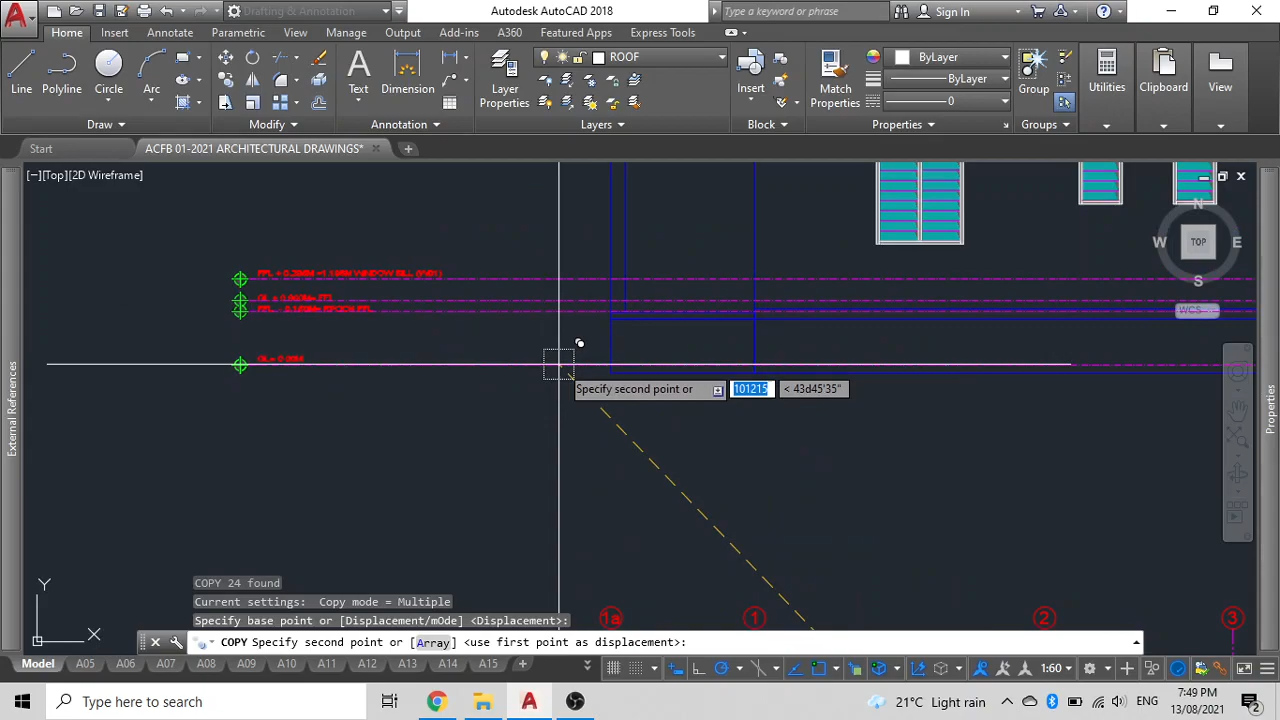 Drafting & Annotation
Autodesk AutoCAD 2018
Type a keyword or phrase
Sign In
Home
Insert
Annotate
Parametric
View
Manage
Output
Add-ins
A360
Featured Apps
Express Tools
Line
Polyline
Circle
Arc
Text
Dimension
Layer
Properties
ROOF
Insert
Match
Properties
ByLayer
ByLayer
0
Group
Utilities
Clipboard
View
Draw
Modify
Annotation
Layers
Block
Properties
Groups
Start
ACFB 01-2021 ARCHITECTURAL DRAWINGS*
[−][Top][2D Wireframe]
N
W
TOP
E
S
WCS
External References
Properties
Specify second point or
101215
< 43d45'35"
Y
X
1a
1
2
3
COPY 24 found
Current settings:  Copy mode = Multiple
Specify base point or [Displacement/mOde] <Displacement>:
COPY Specify second point or [Array] <use first point as displacement>:
Model
A05
A06
A07
A08
A09
A10
A11
A12
A13
A14
A15
1:60
Type here to search
21°C Light rain
ENG
7:49 PM
13/08/2021
2